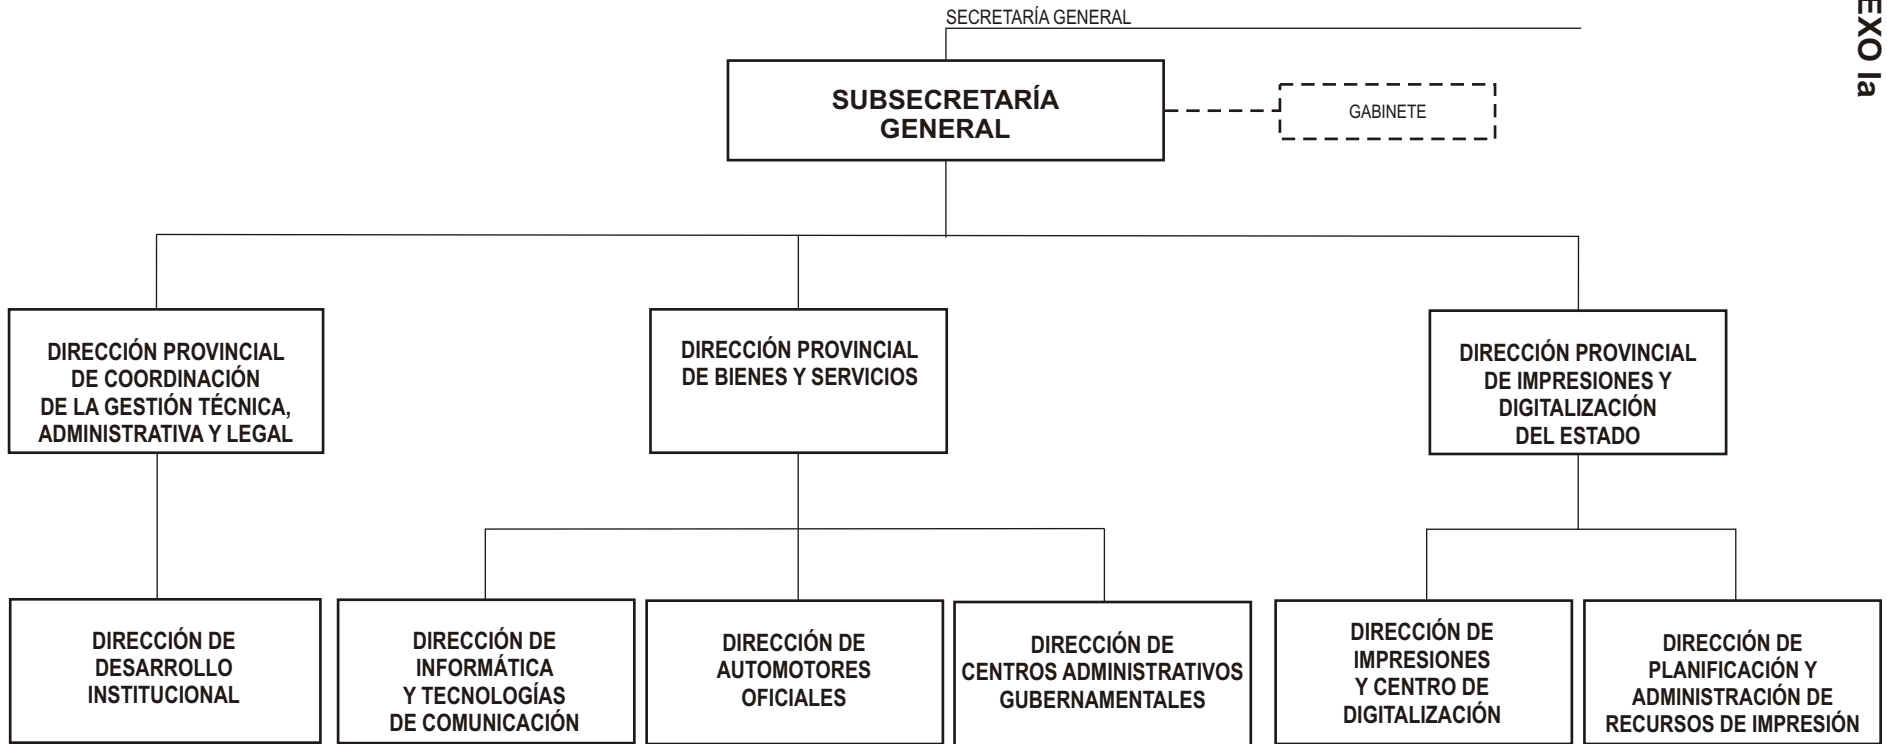 SECRETARÍA GENERAL
EXO Ia
SUBSECRETARÍA
GENERAL
GABINETE
DIRECCIÓN PROVINCIAL
DE COORDINACIÓN
DE LA GESTIÓN TÉCNICA,
ADMINISTRATIVA Y LEGAL
DIRECCIÓN PROVINCIAL
DE BIENES Y SERVICIOS
DIRECCIÓN PROVINCIAL
DE IMPRESIONES Y
DIGITALIZACIÓN
DEL ESTADO
DIRECCIÓN DE
DESARROLLO
INSTITUCIONAL
DIRECCIÓN DE
INFORMÁTICA
Y TECNOLOGÍAS
DE COMUNICACIÓN
DIRECCIÓN DE
AUTOMOTORES
OFICIALES
DIRECCIÓN DE
CENTROS ADMINISTRATIVOS
GUBERNAMENTALES
DIRECCIÓN DE
IMPRESIONES
Y CENTRO DE
DIGITALIZACIÓN
DIRECCIÓN DE
PLANIFICACIÓN Y
ADMINISTRACIÓN DE
RECURSOS DE IMPRESIÓN